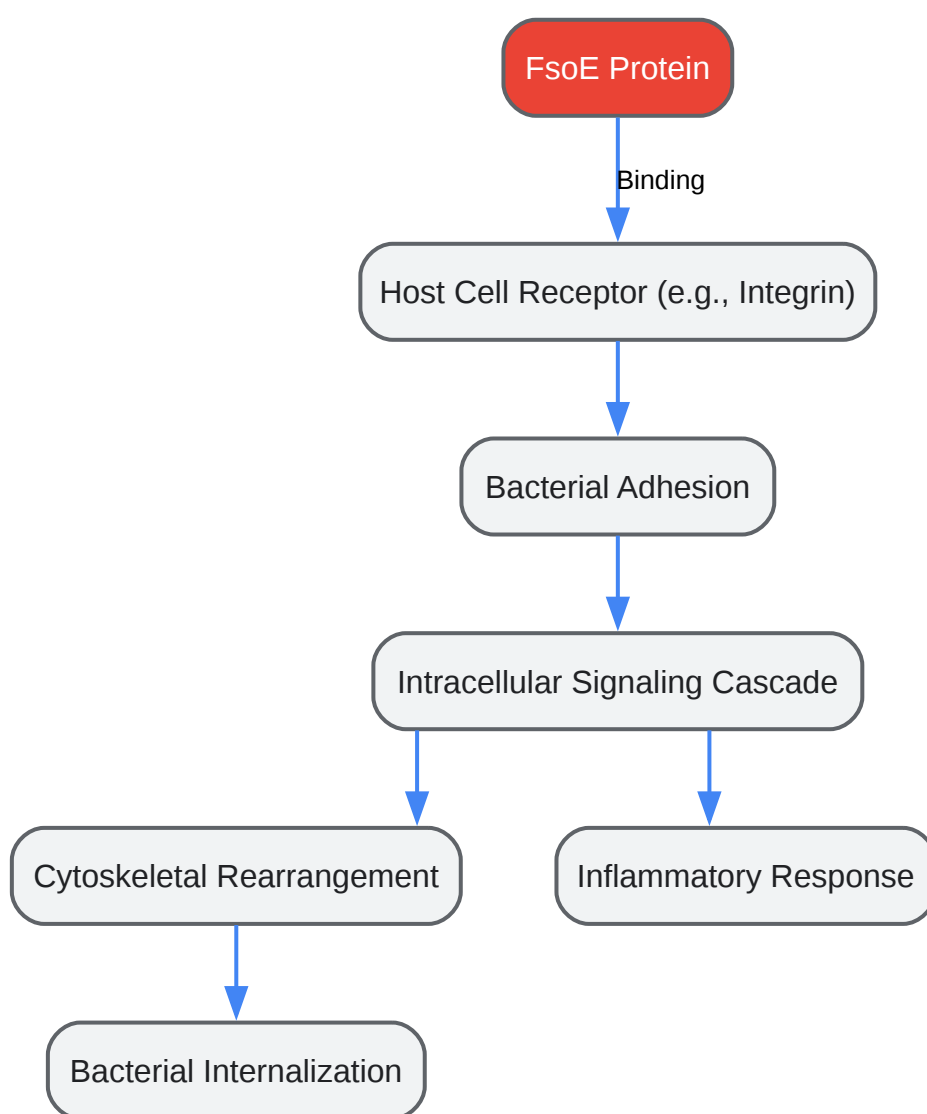 FsoE Protein
Binding
Host Cell Receptor (e.g., Integrin)
Bacterial Adhesion
Intracellular Signaling Cascade
Cytoskeletal Rearrangement
Inflammatory Response
Bacterial Internalization